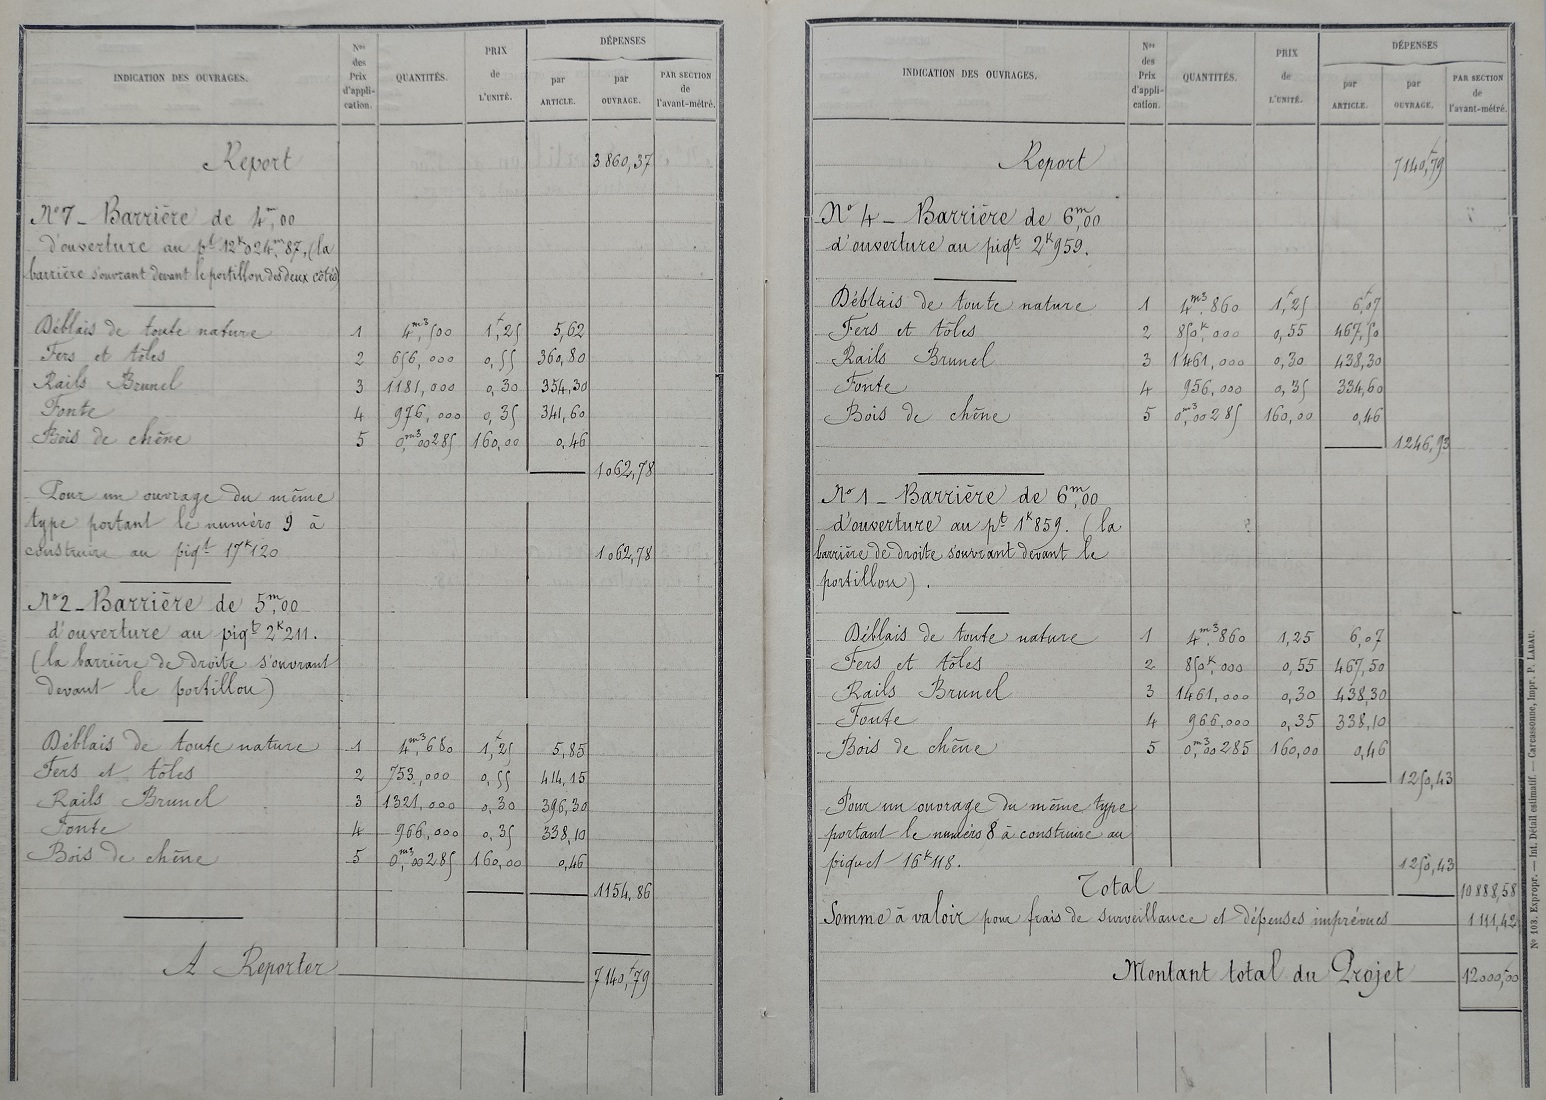 INDICATION DES OUVRAGES.
Nos des Prix d'appli-cation.
QUANTITÉS.
PRIX de L'UNITÉ.
DÉPENSES
par ARTICLE.
par OUVRAGE.
PAR SECTION de l'avant-métré.
Report 3860,37
N° 7 _ Barrière de 4m,00
d'ouverture au pt 12k024m87, (la
barrière s'ouvrant devant le portillon des deux côtés)
Déblais de toute nature 1 4m3,500 1f,25 5,62
Fers et tôles 2 656,000 0,55 360,80
Rails Brunel 3 1181,000 0,30 354,30
Fonte 4 976,000 0,35 341,60
Bois de chêne 5 0m3,00285 160,00 0,46
1062,78
Pour un ouvrage du même
type portant le numéro 9 à
construire au piqt 17k120 1062,78
N° 2 _ Barrière de 5m,00
d'ouverture au piqt 2k211.
(la barrière de droite s'ouvrant
devant le portillon)
Déblais de toute nature 1 4m3,680 1f,25 5,85
Fers et tôles 2 753,000 0,55 414,15
Rails Brunel 3 1321,000 0,30 396,30
Fonte 4 966,000 0,35 338,10
Bois de chêne 5 0m3,00285 160,00 0,46
1154,86
A Reporter 7140f,79
INDICATION DES OUVRAGES.
Nos des Prix d'appli-cation.
QUANTITÉS.
PRIX de L'UNITÉ.
DÉPENSES
par ARTICLE.
par OUVRAGE.
PAR SECTION de l'avant-métré.
Report 7140f,79
N° 4 _ Barrière de 6m,00
d'ouverture au piqt 2k959.
Déblais de toute nature 1 4m3,860 1f,25 6f,07
Fers et tôles 2 850k,000 0,55 467,50
Rails Brunel 3 1461,000 0,30 438,30
Fonte 4 956,000 0,35 334,60
Bois de chêne 5 0m3,00285 160,00 0,46
1246,93
N° 1 _ Barrière de 6m,00
d'ouverture au pt 1k859. (la
barrière de droite s'ouvrant devant le
portillon).
Déblais de toute nature 1 4m3,860 1,25 6,07
Fers et tôles 2 850k,000 0,55 467,50
Rails Brunel 3 1461,000 0,30 438,30
Fonte 4 966,000 0,35 338,10
Bois de chêne 5 0m3,00285 160,00 0,46
1250,43
Pour un ouvrage du même type
portant le numéro 8 à construire au
piquet 16k118. 1250,43
Total 10888,58
Somme à valoir pour frais de surveillance et dépenses imprévues 1111,42
Montant total du Projet 12000f,00
N° 103. Expropr. — Int. Détail estimatif. — Carcassonne, Impr. P. LABAU.